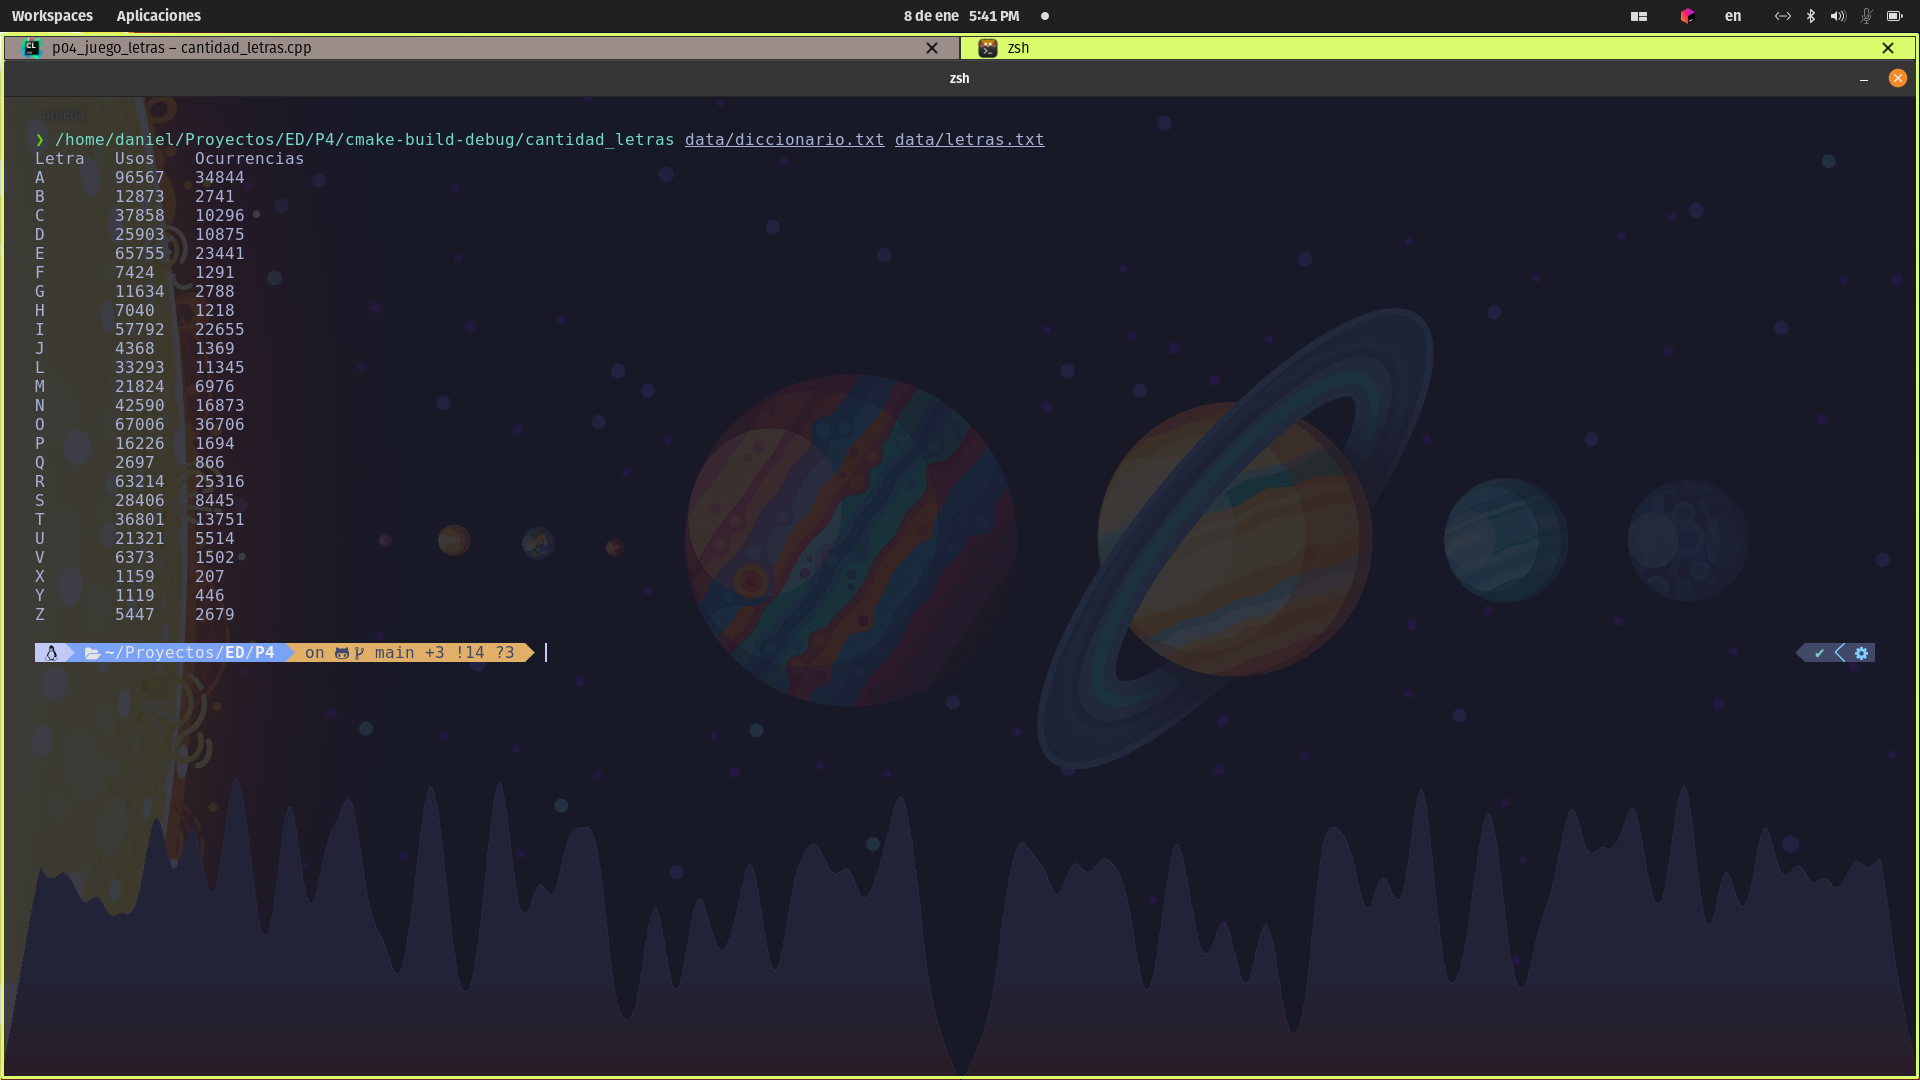 Workspaces Aplicaciones 8 de ene 5:41 PM en
p04_juego_letras – cantidad_letras.cpp zsh
zsh
prueba
❯ /home/daniel/Proyectos/ED/P4/cmake-build-debug/cantidad_letras data/diccionario.txt data/letras.txt
Letra Usos Ocurrencias
A 96567 34844
B 12873 2741
C 37858 10296
D 25903 10875
E 65755 23441
F 7424 1291
G 11634 2788
H 7040 1218
I 57792 22655
J 4368 1369
L 33293 11345
M 21824 6976
N 42590 16873
O 67006 36706
P 16226 1694
Q 2697 866
R 63214 25316
S 28406 8445
T 36801 13751
U 21321 5514
V 6373 1502
X 1159 207
Y 1119 446
Z 5447 2679
~/Proyectos/ED/P4 on main +3 !14 ?3